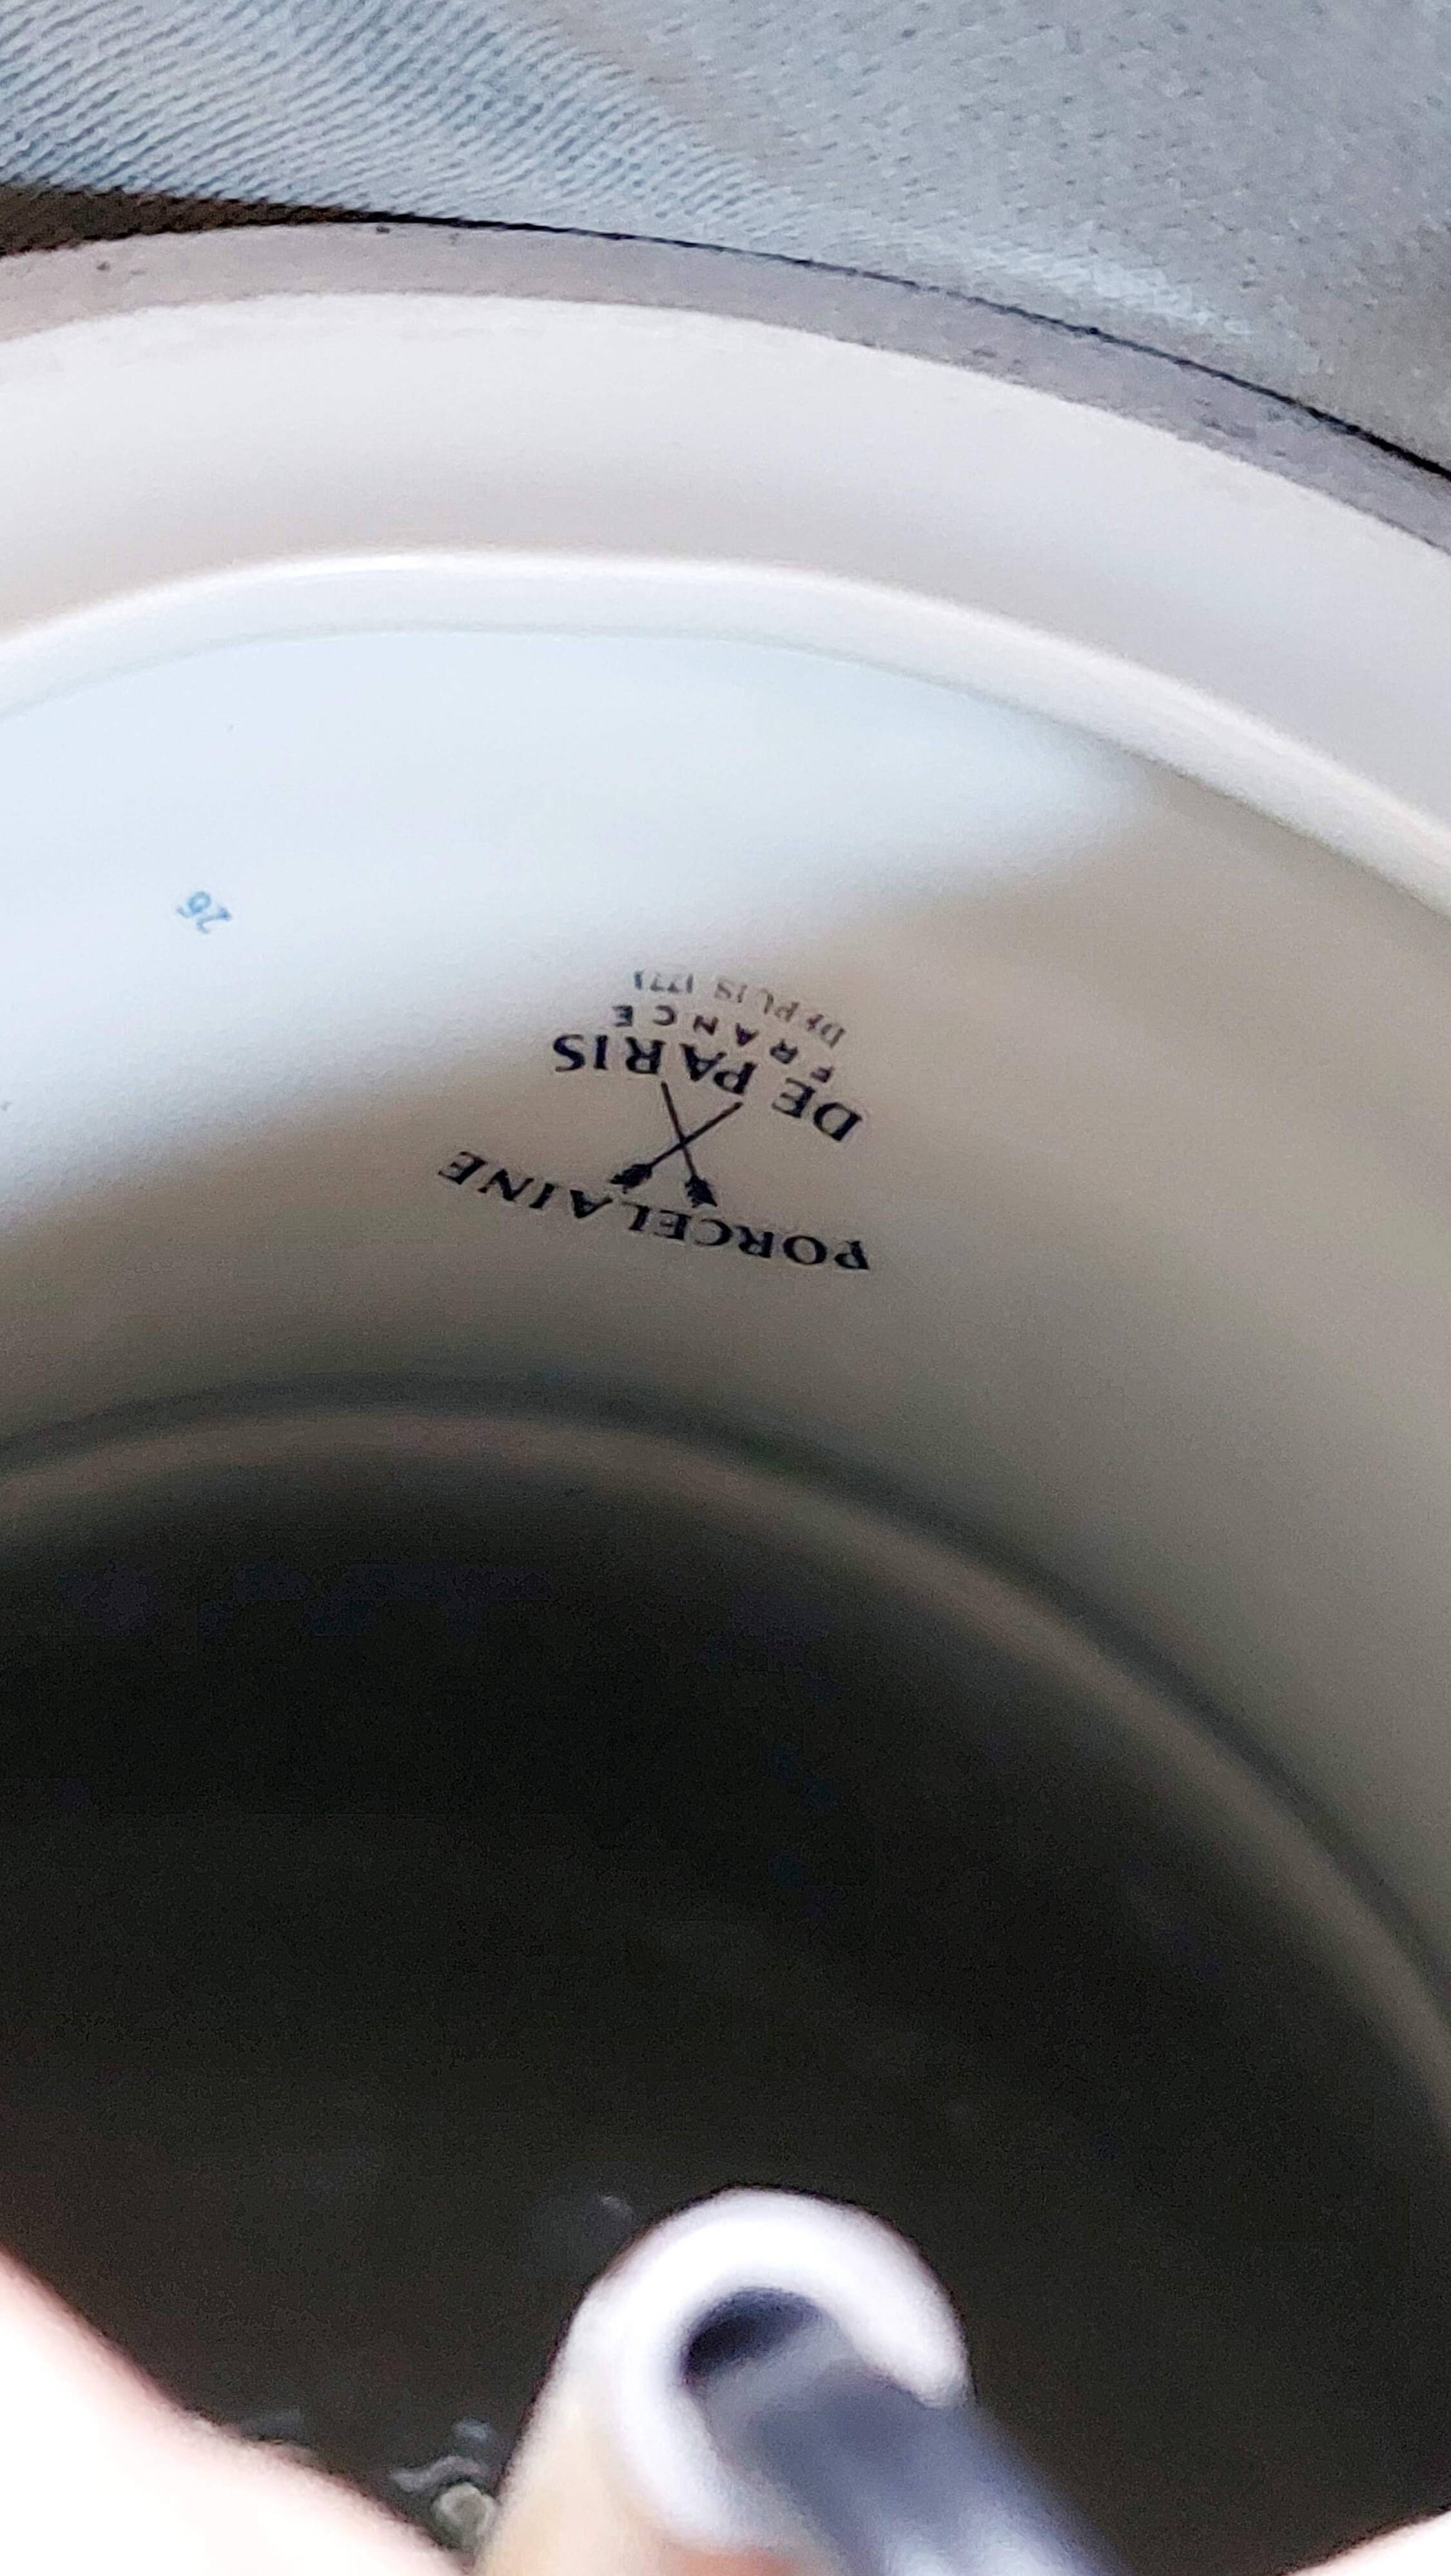 PORCELAINE
DE PARIS
FRANCE
DEPUIS 1773
26